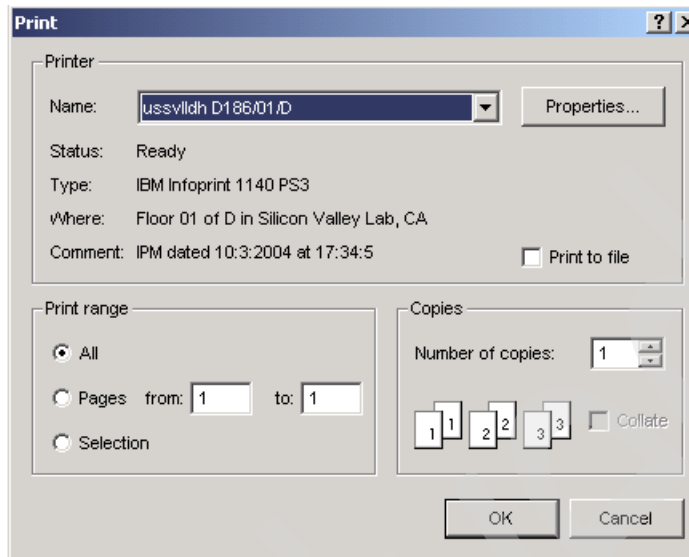 Print
Printer
Name: ussvlldh D186/01/D Properties...
Status: Ready
Type: IBM Infoprint 1140 PS3
Where: Floor 01 of D in Silicon Valley Lab, CA
Comment: IPM dated 10:3:2004 at 17:34:5
Print to file
Print range
All
Pages from: 1 to: 1
Selection
Copies
Number of copies: 1
1 1 2 2 3 3 Collate
OK Cancel